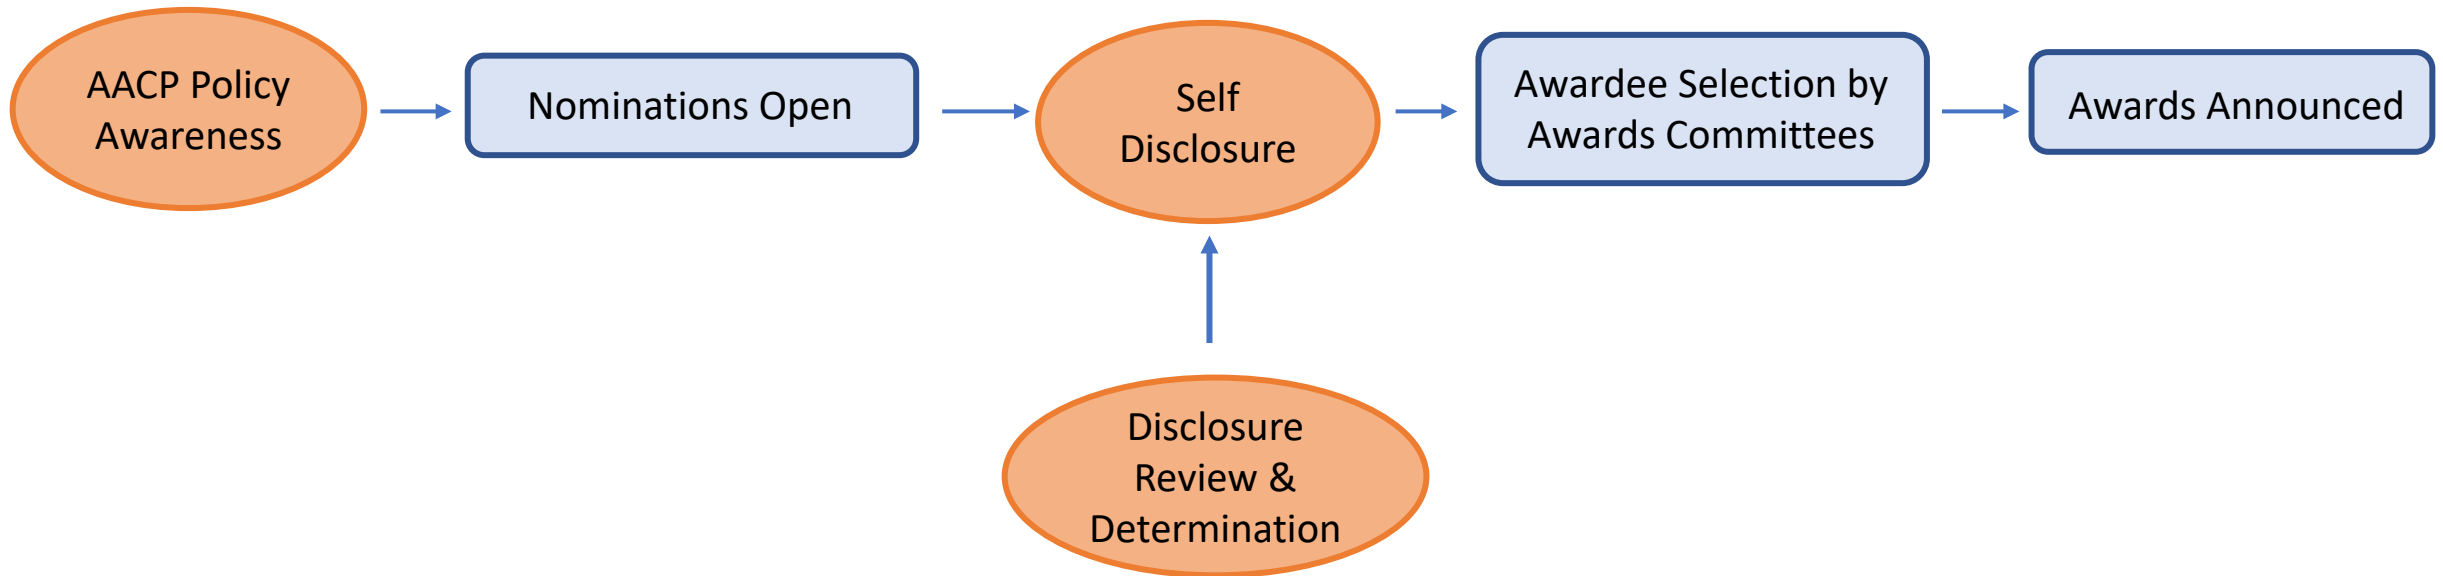 AACP Policy
Awareness
Nominations Open
Self
Disclosure
Awardee Selection by
Awards Committees
Awards Announced
Disclosure
Review &
Determination